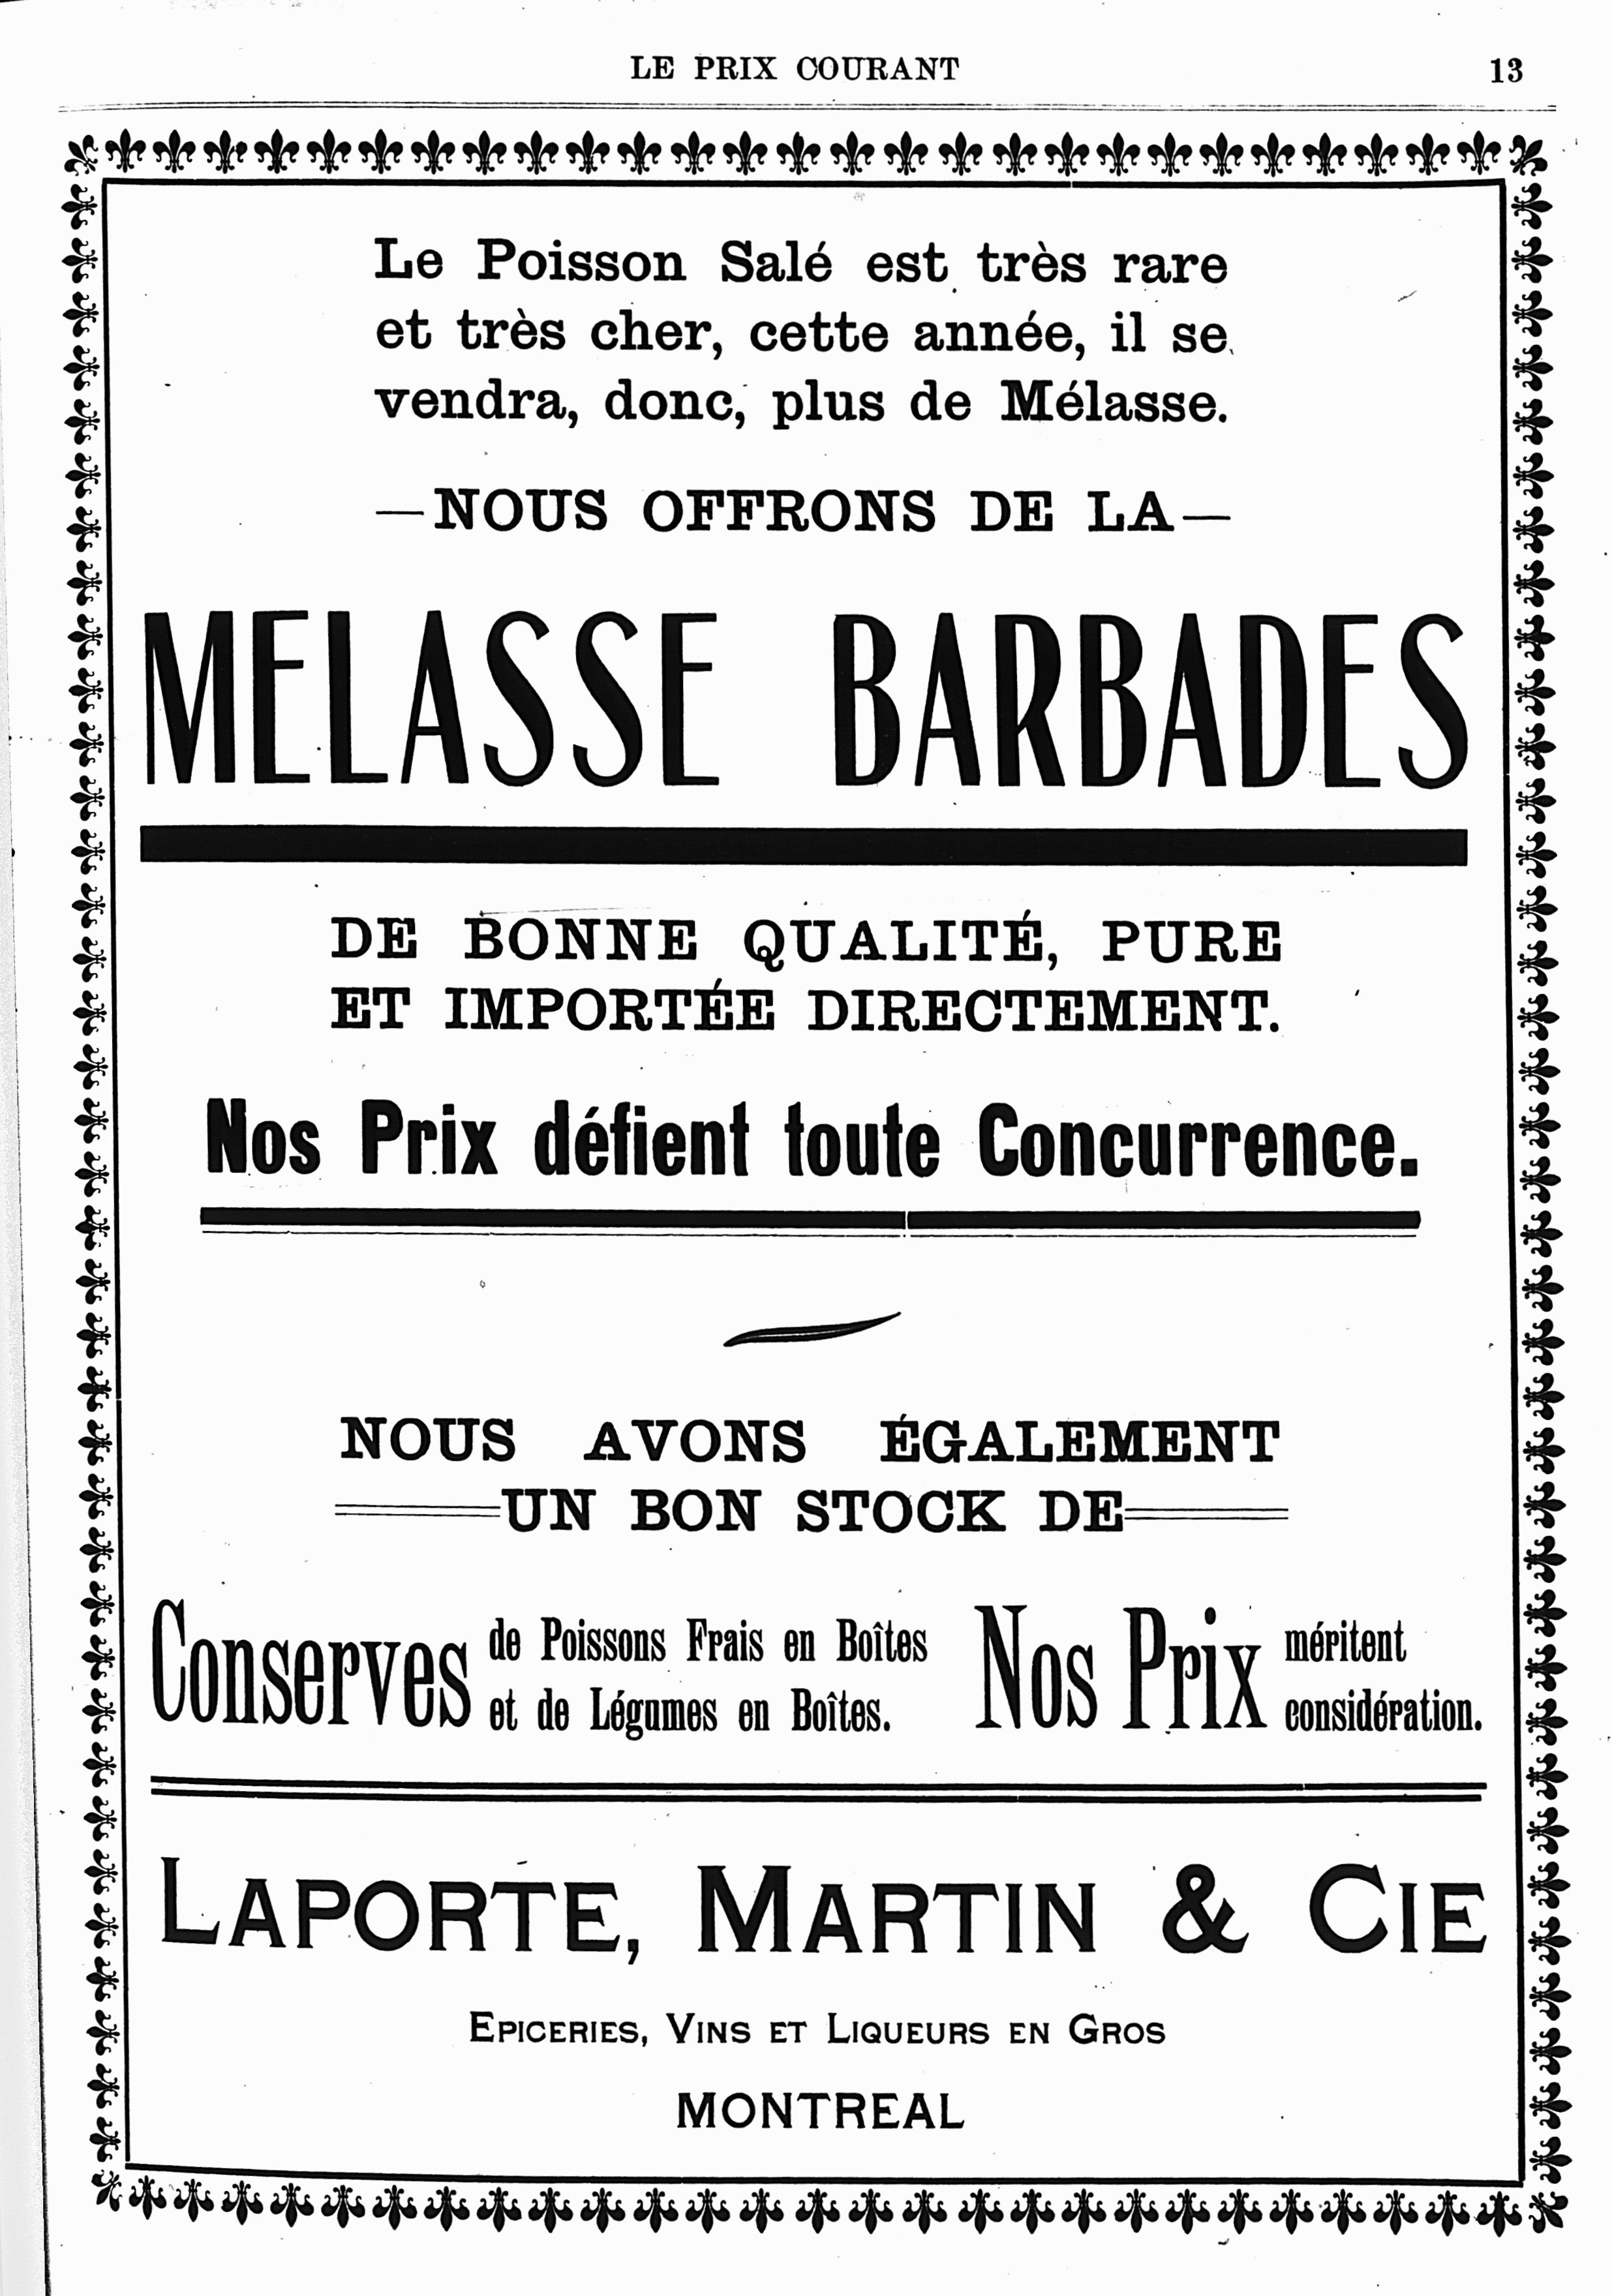 LE PRIX COURANT 13
Le Poisson Salé est très rare
et très cher, cette année, il se
vendra, donc, plus de Mélasse.
—NOUS OFFRONS DE LA—
MELASSE BARBADES
DE BONNE QUALITÉ, PURE
ET IMPORTÉE DIRECTEMENT.
Nos Prix défient toute Concurrence.
NOUS AVONS ÉGALEMENT
UN BON STOCK DE
Conserves de Poissons Frais en Boîtes
et de Légumes en Boîtes.
Nos Prix méritent
considération.
LAPORTE, MARTIN & CIE
EPICERIES, VINS ET LIQUEURS EN GROS
MONTREAL